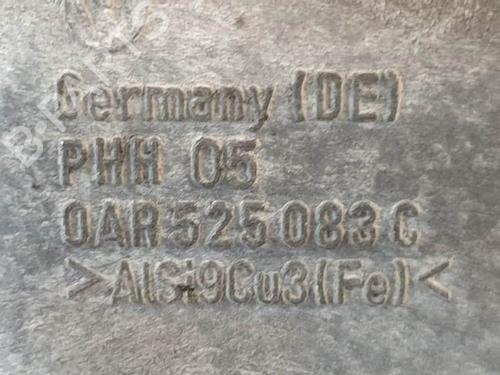 Germany (DE)
PHH 05
0AR 525 083 C
>AlSi9Cu3(Fe)<